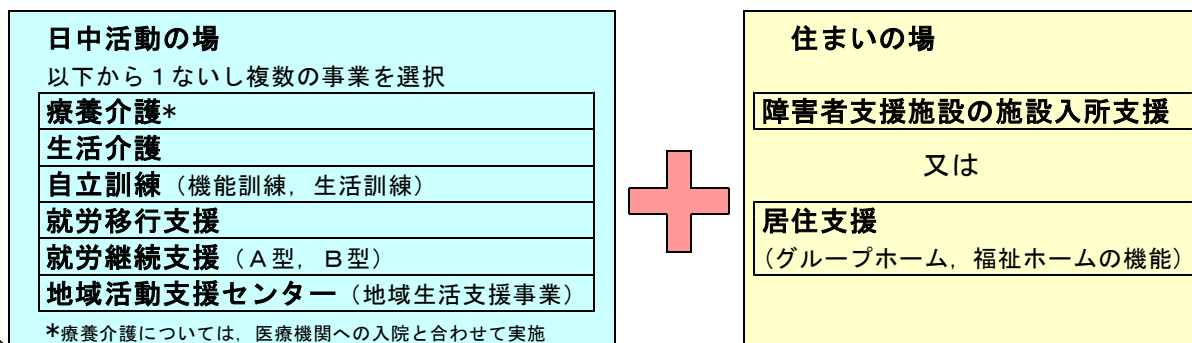 日中活動の場
以下から1ないし複数の事業を選択
療養介護*
生活介護
自立訓練（機能訓練，生活訓練）
就労移行支援
就労継続支援（A型，B型）
地域活動支援センター（地域生活支援事業）
*療養介護については，医療機関への入院と合わせて実施
住まいの場
障害者支援施設の施設入所支援
又は
居住支援
（グループホーム，福祉ホームの機能）